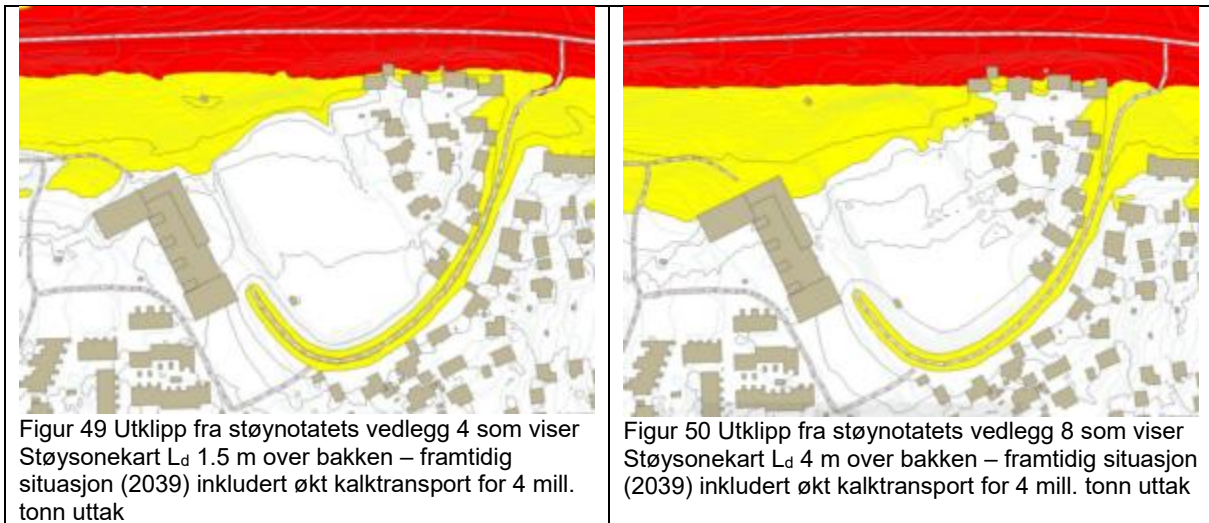 Figur 49 Utklipp fra støynotatets vedlegg 4 som viser
Støysonekart Ld 1.5 m over bakken – framtidig
situasjon (2039) inkludert økt kalktransport for 4 mill.
tonn uttak
Figur 50 Utklipp fra støynotatets vedlegg 8 som viser
Støysonekart Ld 4 m over bakken – framtidig situasjon
(2039) inkludert økt kalktransport for 4 mill. tonn uttak